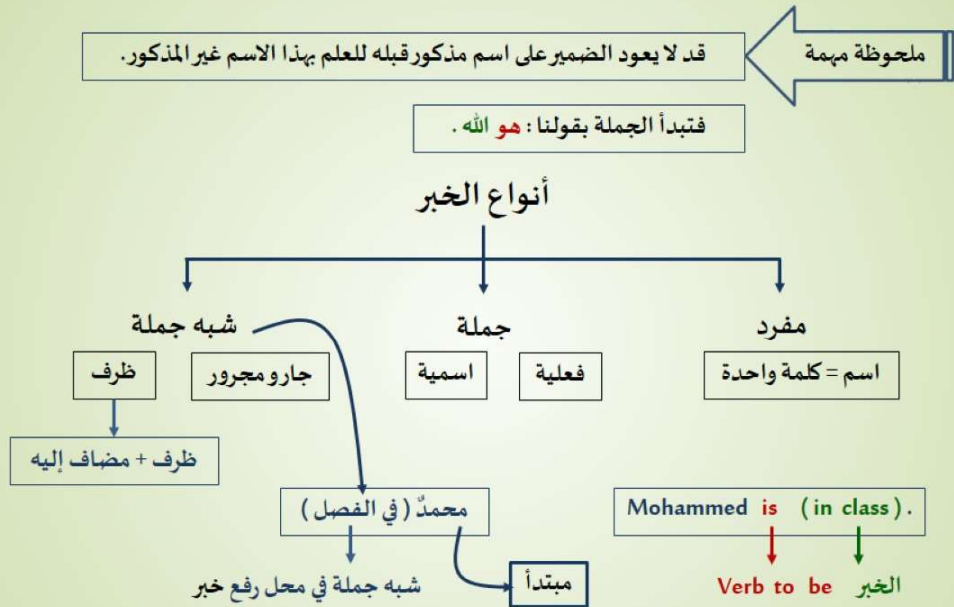 ملحوظة مهمة
قد لا يعود الضمير على اسم مذكور قبله للعلم بهذا الاسم غير المذكور.
فتبدأ الجملة بقولنا : هو الله .
أنواع الخبر
مفرد
جملة
شبه جملة
اسم = كلمة واحدة
فعلية
اسمية
جار ومجرور
ظرف
ظرف + مضاف إليه
محمدٌ ( في الفصل )
Mohammed is ( in class ) .
مبتدأ
شبه جملة في محل رفع خبر
Verb to be الخبر